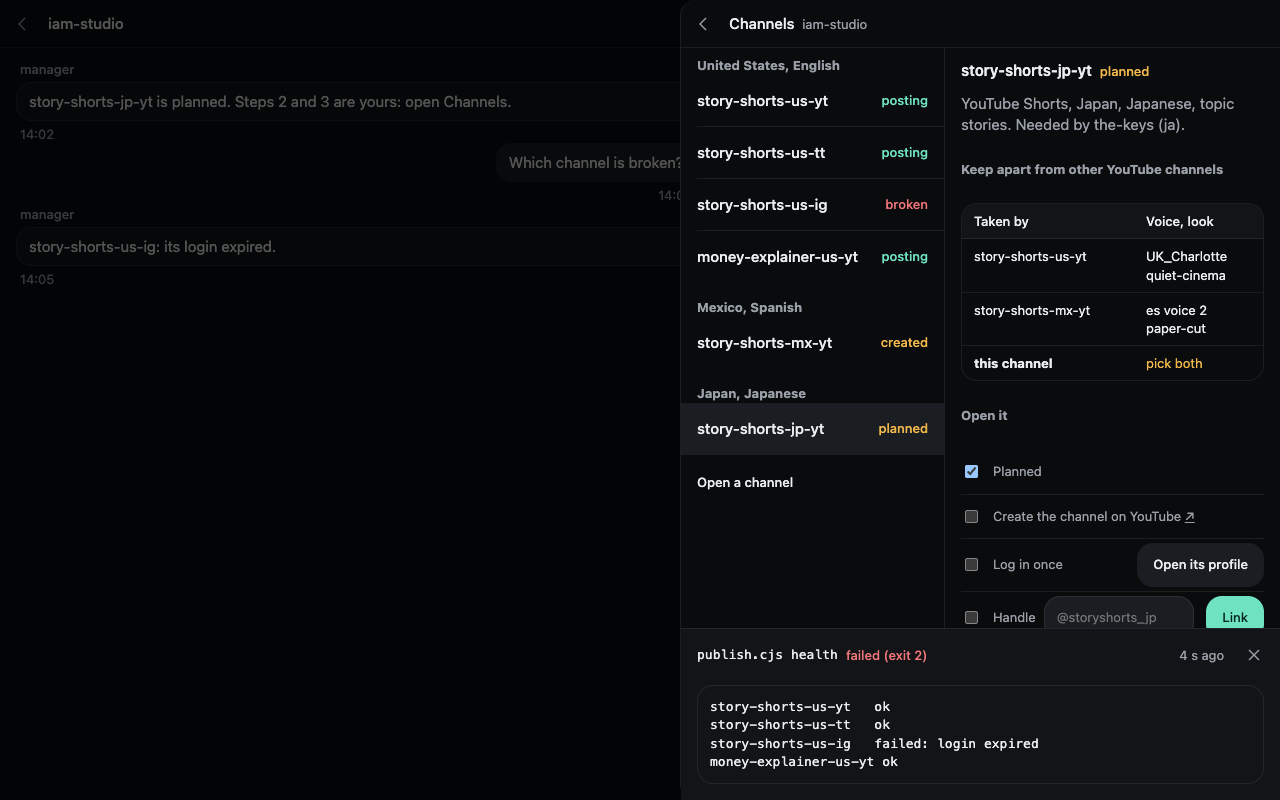 iam-studio
manager
story-shorts-jp-yt is planned. Steps 2 and 3 are yours: open Channels.
14:02
Which channel is broken?
manager
story-shorts-us-ig: its login expired.
14:05
Channels iam-studio
United States, English
story-shorts-us-yt posting
story-shorts-us-tt posting
story-shorts-us-ig broken
money-explainer-us-yt posting
Mexico, Spanish
story-shorts-mx-yt created
Japan, Japanese
story-shorts-jp-yt planned
Open a channel
story-shorts-jp-yt planned
YouTube Shorts, Japan, Japanese, topic
stories. Needed by the-keys (ja).
Keep apart from other YouTube channels
Taken by Voice, look
story-shorts-us-yt UK_Charlotte
quiet-cinema
story-shorts-mx-yt es voice 2
paper-cut
this channel pick both
Open it
Planned
Create the channel on YouTube ↗
Log in once Open its profile
Handle @storyshorts_jp Link
publish.cjs health failed (exit 2) 4 s ago
story-shorts-us-yt ok
story-shorts-us-tt ok
story-shorts-us-ig failed: login expired
money-explainer-us-yt ok